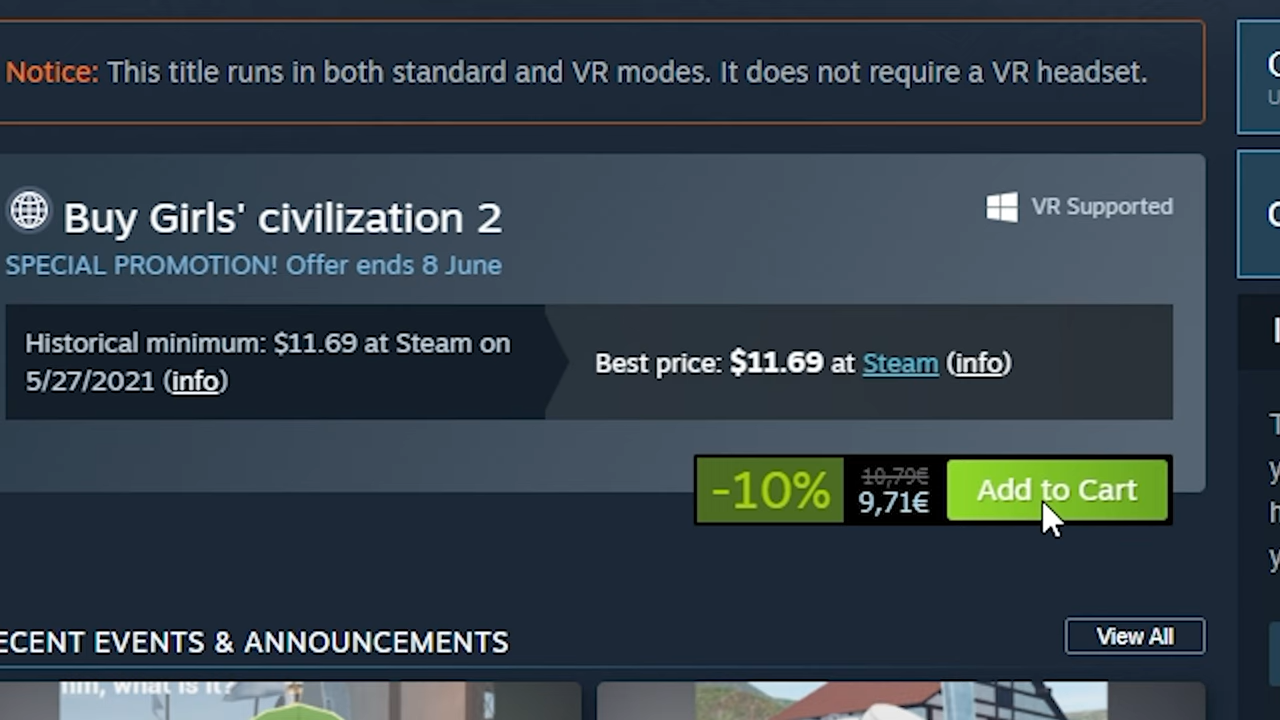 Notice: This title runs in both standard and VR modes. It does not require a VR headset.
Buy Girls' civilization 2
VR Supported
SPECIAL PROMOTION! Offer ends 8 June
Historical minimum: $11.69 at Steam on
5/27/2021 (info)
Best price: $11.69 at Steam (info)
-10%
10,79€
9,71€
Add to Cart
ECENT EVENTS & ANNOUNCEMENTS
View All
what is it?